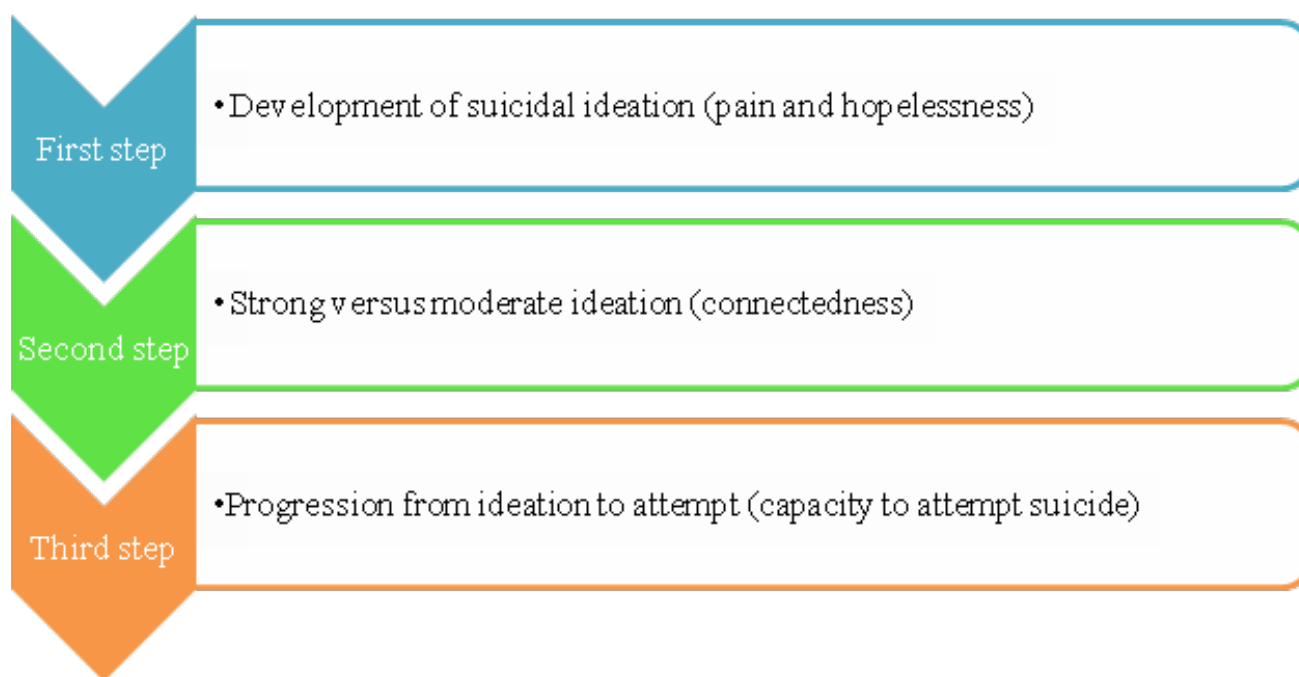 First step
• Development of suicidal ideation (pain and hopelessness)
Second step
• Strong versus moderate ideation (connectedness)
Third step
•Progression from ideation to attempt (capacity to attempt suicide)